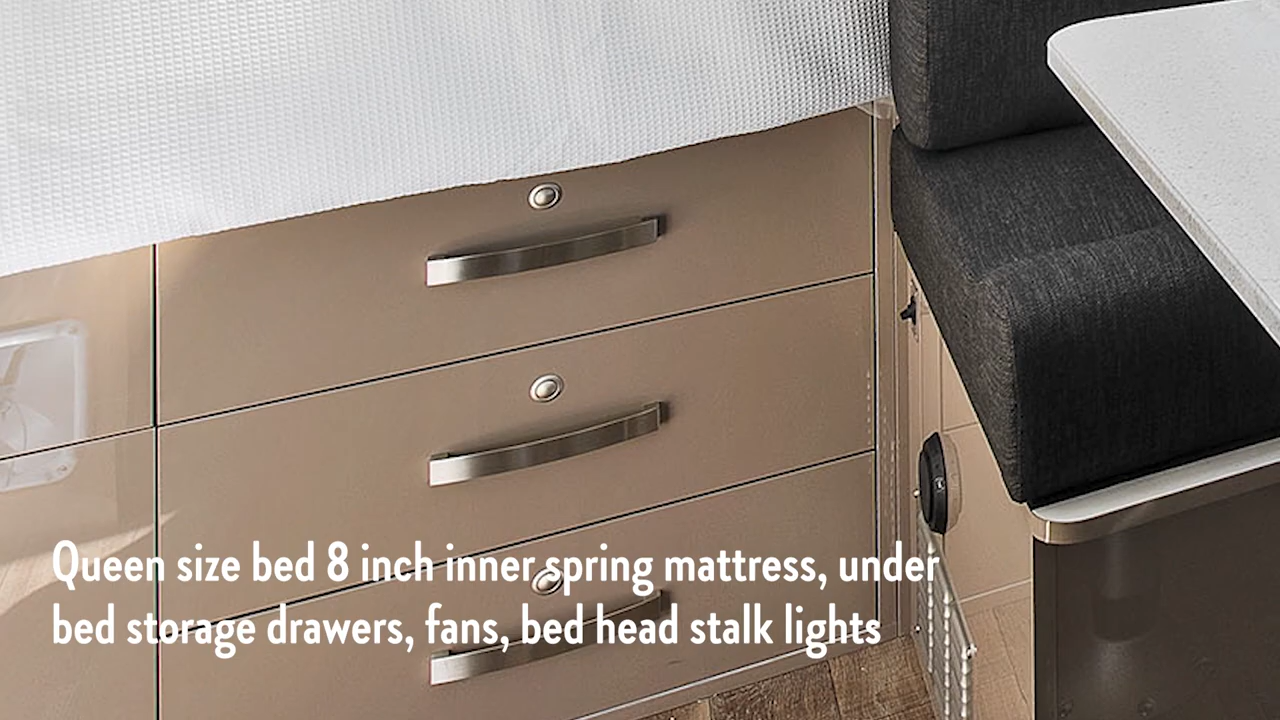 Queen size bed 8 inch inner spring mattress, under
bed storage drawers, fans, bed head stalk lights